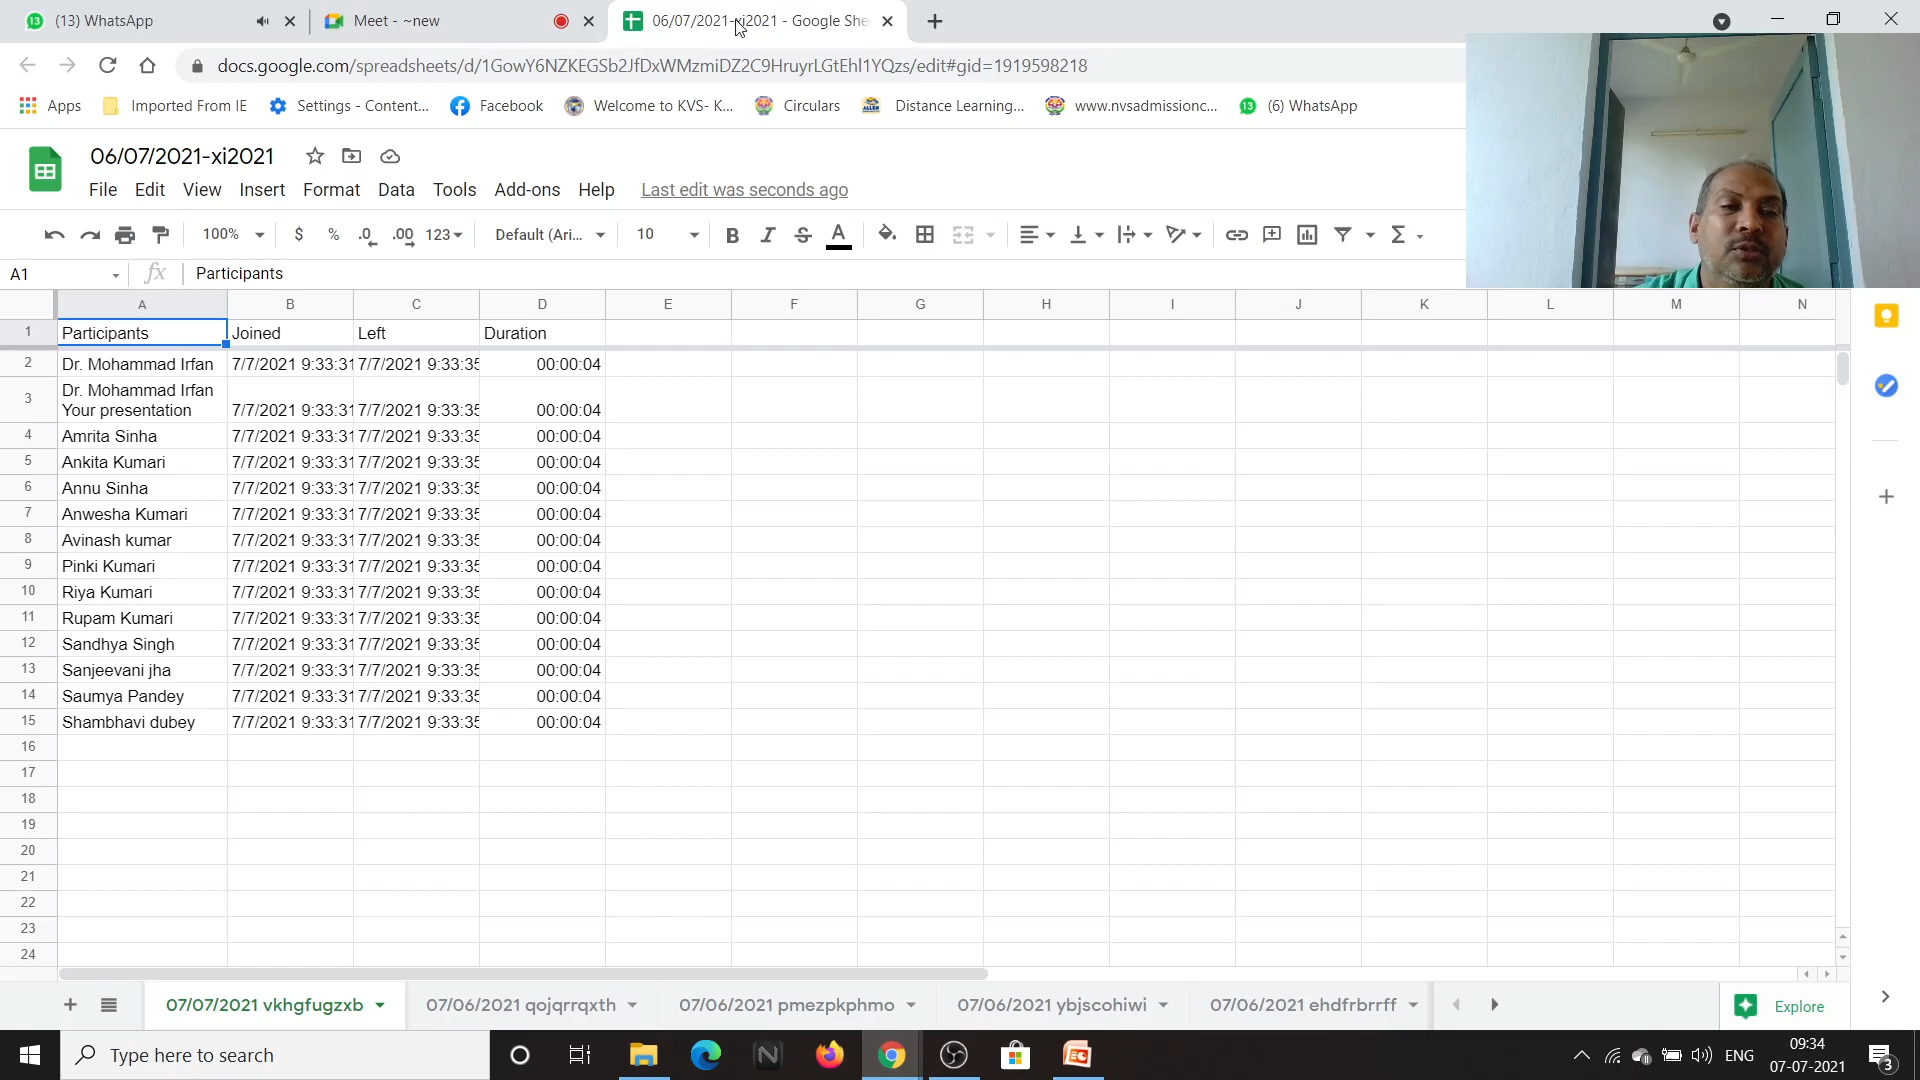 (13) WhatsApp
Meet - ~new
06/07/2021-xi2021 - Google She
docs.google.com/spreadsheets/d/1GowY6NZKEGSb2JfDxWMzmiDZ2C9HruyrLGtEhl1YQzs/edit#gid=1919598218
Apps Imported From IE Settings - Content... Facebook Welcome to KVS- K... Circulars Distance Learning,... www.nvsadmissionc... (6) WhatsApp
06/07/2021-xi2021
File Edit View Insert Format Data Tools Add-ons Help Last edit was seconds ago
100% $ % .0 .00 123 Default (Ari... 10 B I S A
A1 fx Participants
A B C D E F G H I J K L M N
1 Participants Joined Left Duration
2 Dr. Mohammad Irfan 7/7/2021 9:33:31 7/7/2021 9:33:35 00:00:04
Dr. Mohammad Irfan
3 Your presentation 7/7/2021 9:33:31 7/7/2021 9:33:35 00:00:04
4 Amrita Sinha 7/7/2021 9:33:31 7/7/2021 9:33:35 00:00:04
5 Ankita Kumari 7/7/2021 9:33:31 7/7/2021 9:33:35 00:00:04
6 Annu Sinha 7/7/2021 9:33:31 7/7/2021 9:33:35 00:00:04
7 Anwesha Kumari 7/7/2021 9:33:31 7/7/2021 9:33:35 00:00:04
8 Avinash kumar 7/7/2021 9:33:31 7/7/2021 9:33:35 00:00:04
9 Pinki Kumari 7/7/2021 9:33:31 7/7/2021 9:33:35 00:00:04
10 Riya Kumari 7/7/2021 9:33:31 7/7/2021 9:33:35 00:00:04
11 Rupam Kumari 7/7/2021 9:33:31 7/7/2021 9:33:35 00:00:04
12 Sandhya Singh 7/7/2021 9:33:31 7/7/2021 9:33:35 00:00:04
13 Sanjeevani jha 7/7/2021 9:33:31 7/7/2021 9:33:35 00:00:04
14 Saumya Pandey 7/7/2021 9:33:31 7/7/2021 9:33:35 00:00:04
15 Shambhavi dubey 7/7/2021 9:33:31 7/7/2021 9:33:35 00:00:04
16
17
18
19
20
21
22
23
24
07/07/2021 vkhgfugzxb 07/06/2021 qojqrrqxth 07/06/2021 pmezpkphmo 07/06/2021 ybjscohiwi 07/06/2021 ehdfrbrrff Explore
Type here to search
ENG
09:34
07-07-2021
3